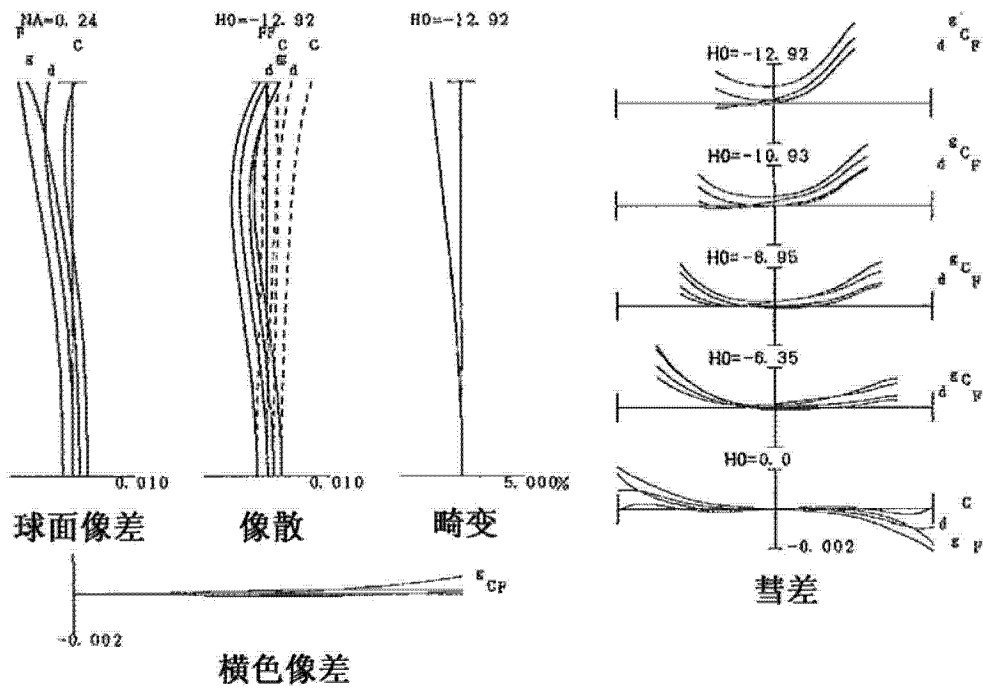 NA=0.24
F g d C
H0=-12.92
F F C g d C
d
H0=-12.92
0.010
0.010
5.000%
球面像差
像散
畸变
g C F
-0.002
横色像差
H0=-12.92
d g C F
H0=-10.93
d g C F
H0=-8.95
d g C F
H0=-6.35
d g C F
H0=0.0
C
d
g F
-0.002
彗差